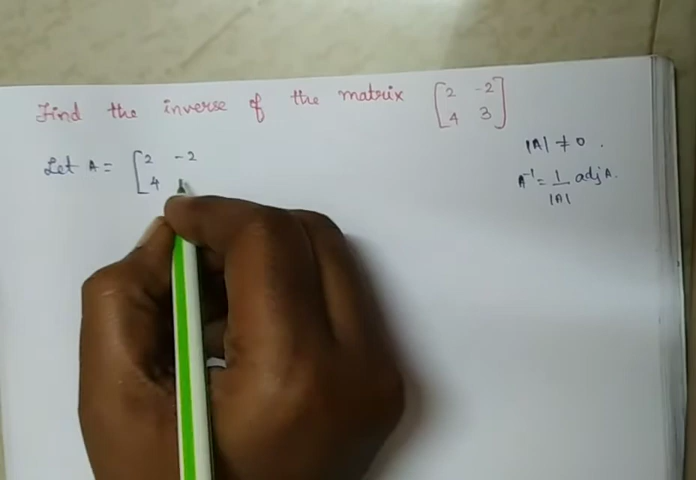 Find the inverse of the matrix [2 -2
4 3]
|A| ≠ 0.
Let A = [2 -2
4
A⁻¹ = 1/|A| adj A.